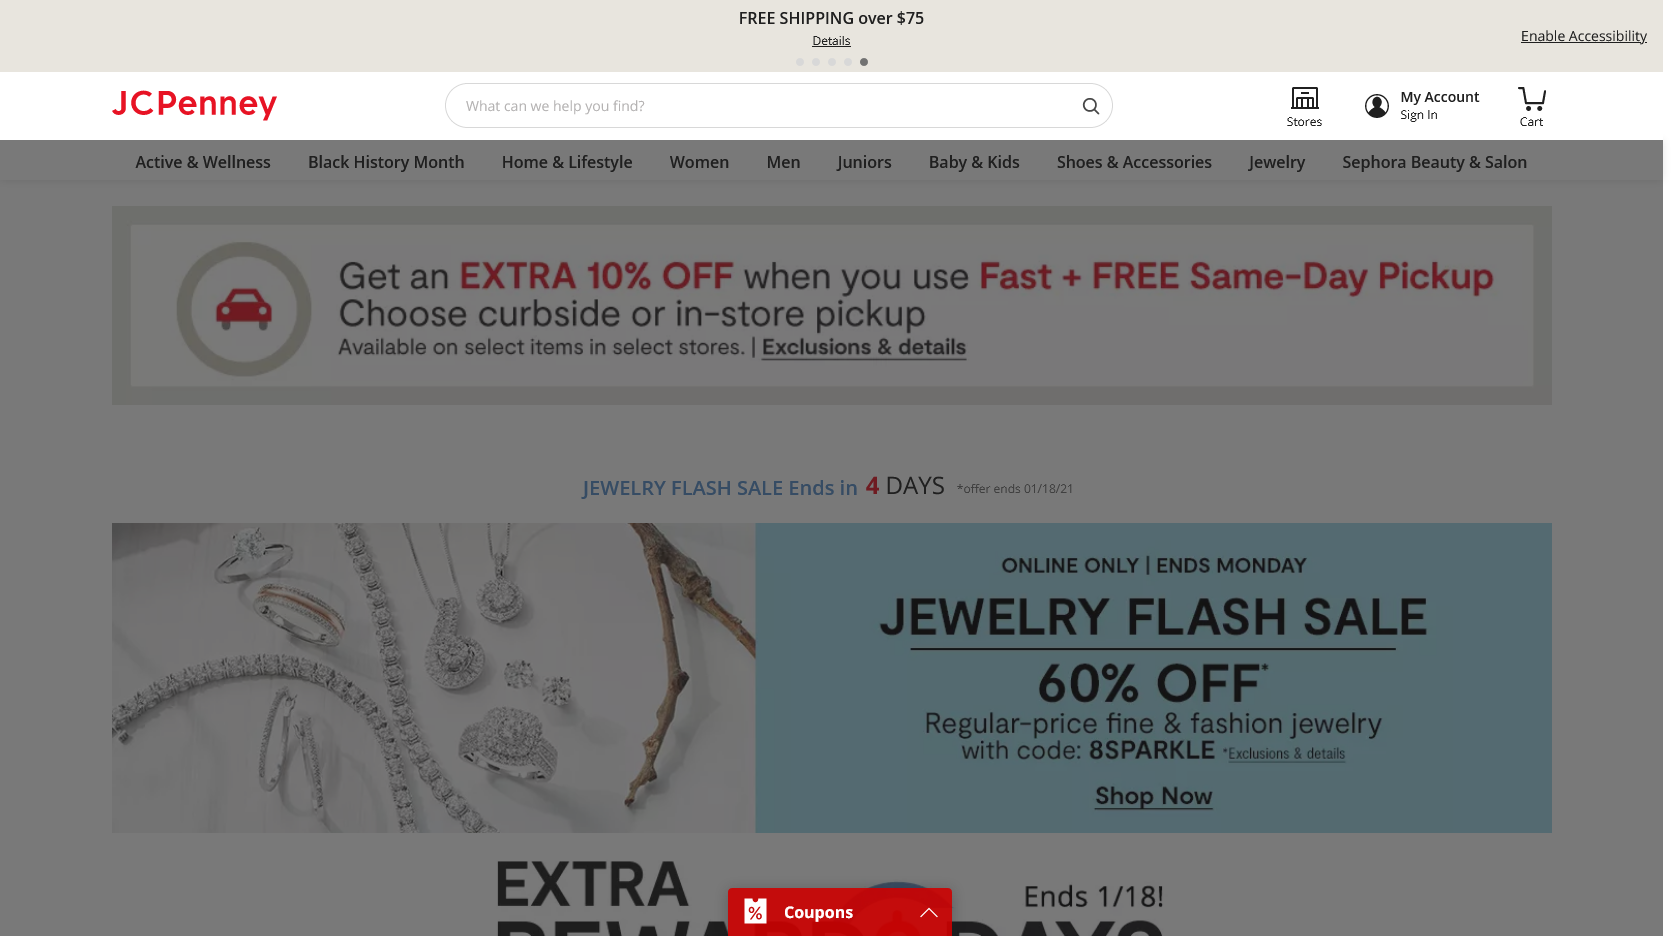 FREE SHIPPING over $75
Details
Enable Accessibility
JCPenney
What can we help you find?
Stores
My Account
Sign In
Cart
Active & Wellness
Black History Month
Home & Lifestyle
Women
Men
Juniors
Baby & Kids
Shoes & Accessories
Jewelry
Sephora Beauty & Salon
Get an EXTRA 10% OFF when you use Fast + FREE Same-Day Pickup
Choose curbside or in-store pickup
Available on select items in select stores. | Exclusions & details
JEWELRY FLASH SALE Ends in 4 DAYS *offer ends 01/18/21
ONLINE ONLY | ENDS MONDAY
JEWELRY FLASH SALE
60% OFF*
Regular-price fine & fashion jewelry
with code: 8SPARKLE *Exclusions & details
Shop Now
EXTRA
Ends 1/18!
% Coupons